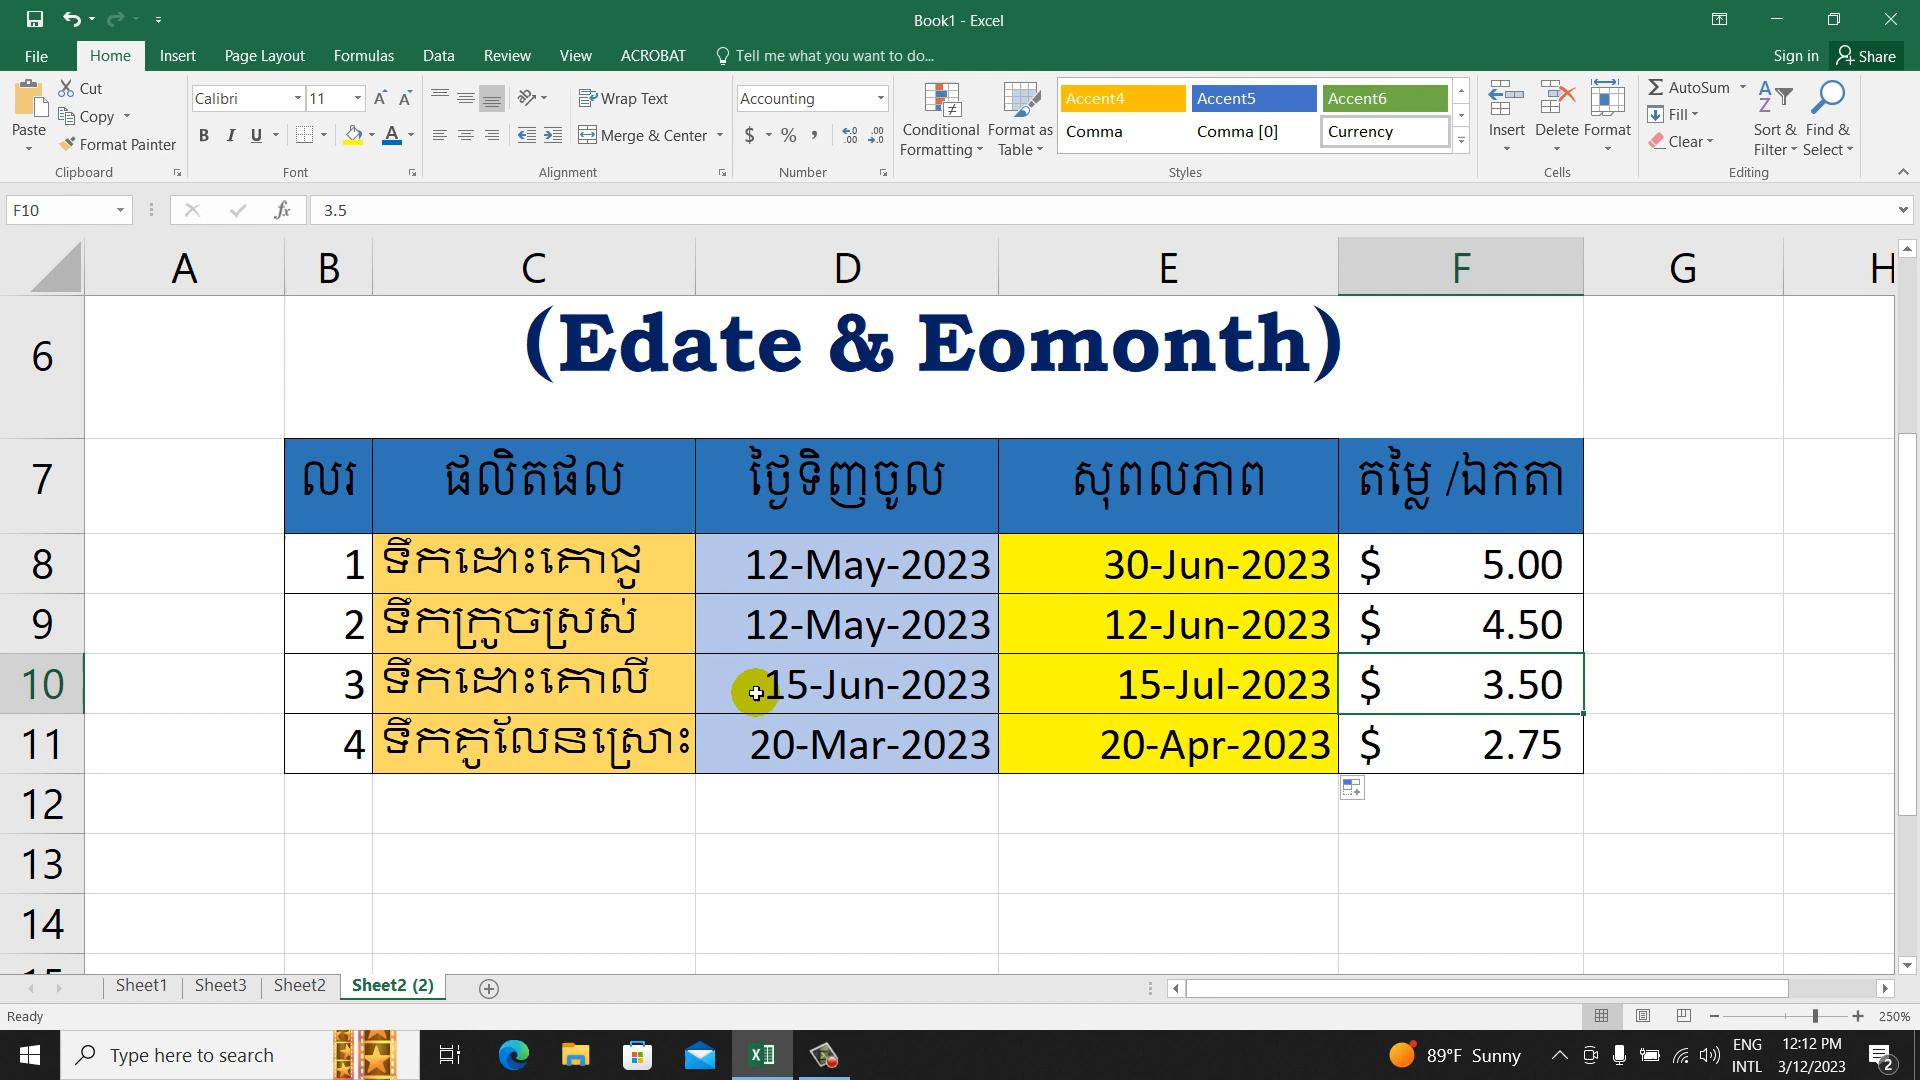 Book1 - Excel
File Home Insert Page Layout Formulas Data Review View ACROBAT Tell me what you want to do... Sign in Share
Paste Cut Copy Format Painter Clipboard
Calibri 11 B I U Font
Wrap Text Merge & Center Alignment
Accounting $ % , Number
Conditional Formatting Format as Table
Accent4 Accent5 Accent6
Comma Comma [0] Currency
Styles
Insert Delete Format Cells
AutoSum Fill Clear Sort & Filter Find & Select Editing
F10 fx 3.5
A B C D E F G H
6 (Edate & Eomonth)
7 លរ ផលិតផល ថ្ងៃទិញចូល សុពលភាព តម្លៃ /ឯកតា
8 1 ទឹកដោះគោជូ 12-May-2023 30-Jun-2023 $ 5.00
9 2 ទឹកក្រូចស្រស់ 12-May-2023 12-Jun-2023 $ 4.50
10 3 ទឹកដោះគោលី 15-Jun-2023 15-Jul-2023 $ 3.50
11 4 ទឹកគូលែនស្រោះ 20-Mar-2023 20-Apr-2023 $ 2.75
12
13
14
15
Sheet1 Sheet3 Sheet2 Sheet2 (2)
Ready 250%
Type here to search 89°F Sunny ENG INTL 12:12 PM 3/12/2023 2